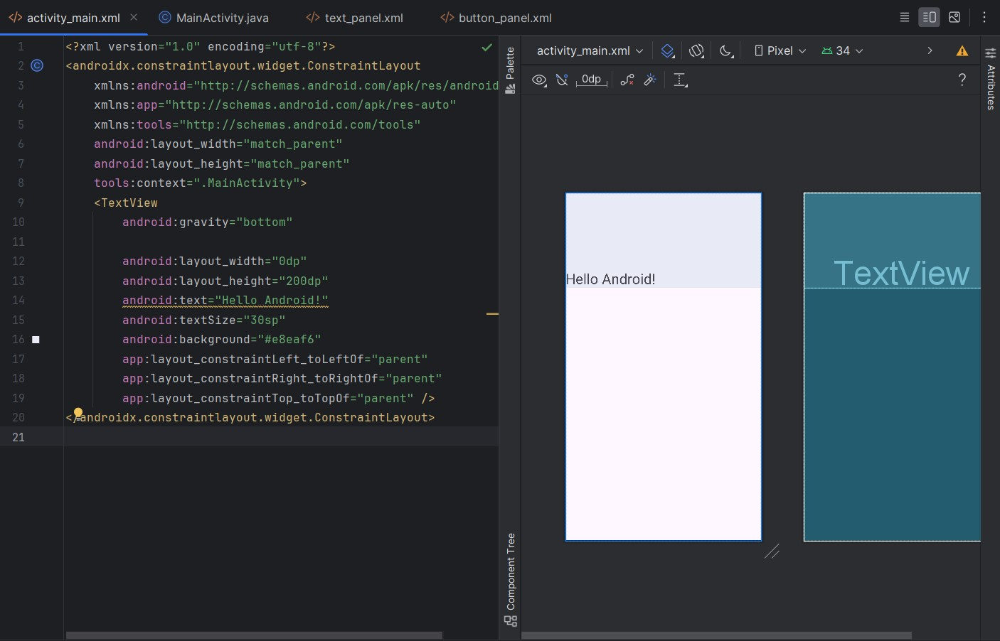 activity_main.xml
MainActivity.java
text_panel.xml
button_panel.xml
1 <?xml version="1.0" encoding="utf-8"?>
2 <androidx.constraintlayout.widget.ConstraintLayout
3 xmlns:android="http://schemas.android.com/apk/res/android
4 xmlns:app="http://schemas.android.com/apk/res-auto"
5 xmlns:tools="http://schemas.android.com/tools"
6 android:layout_width="match_parent"
7 android:layout_height="match_parent"
8 tools:context=".MainActivity">
9 <TextView
10 android:gravity="bottom"
11
12 android:layout_width="0dp"
13 android:layout_height="200dp"
14 android:text="Hello Android!"
15 android:textSize="30sp"
16 android:background="#e8eaf6"
17 app:layout_constraintLeft_toLeftOf="parent"
18 app:layout_constraintRight_toRightOf="parent"
19 app:layout_constraintTop_toTopOf="parent" />
20 </androidx.constraintlayout.widget.ConstraintLayout>
21
Palette
Component Tree
activity_main.xml
Pixel
34
0dp
?
Hello Android!
TextView
Attributes